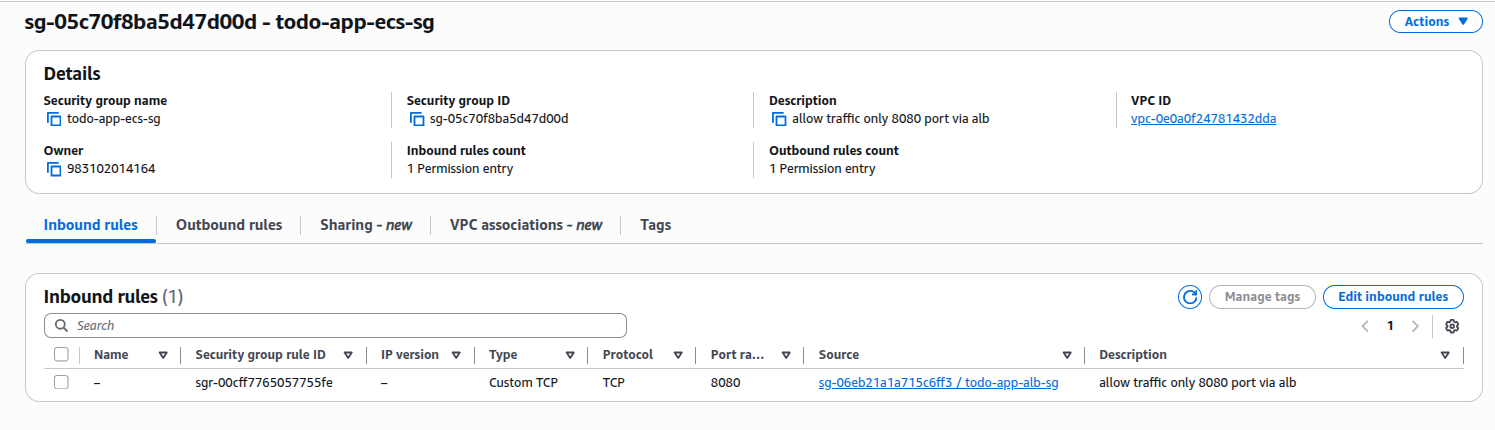 sg-05c70f8ba5d47d00d - todo-app-ecs-sg
Actions
Details
Security group name
todo-app-ecs-sg
Security group ID
sg-05c70f8ba5d47d00d
Description
allow traffic only 8080 port via alb
VPC ID
vpc-0e0a0f24781432dda
Owner
983102014164
Inbound rules count
1 Permission entry
Outbound rules count
1 Permission entry
Inbound rules Outbound rules Sharing - new VPC associations - new Tags
Inbound rules (1)
Manage tags
Edit inbound rules
Search
1
Name Security group rule ID IP version Type Protocol Port ra... Source Description
– sgr-00cff7765057755fe – Custom TCP TCP 8080 sg-06eb21a1a715c6ff3 / todo-app-alb-sg allow traffic only 8080 port via alb